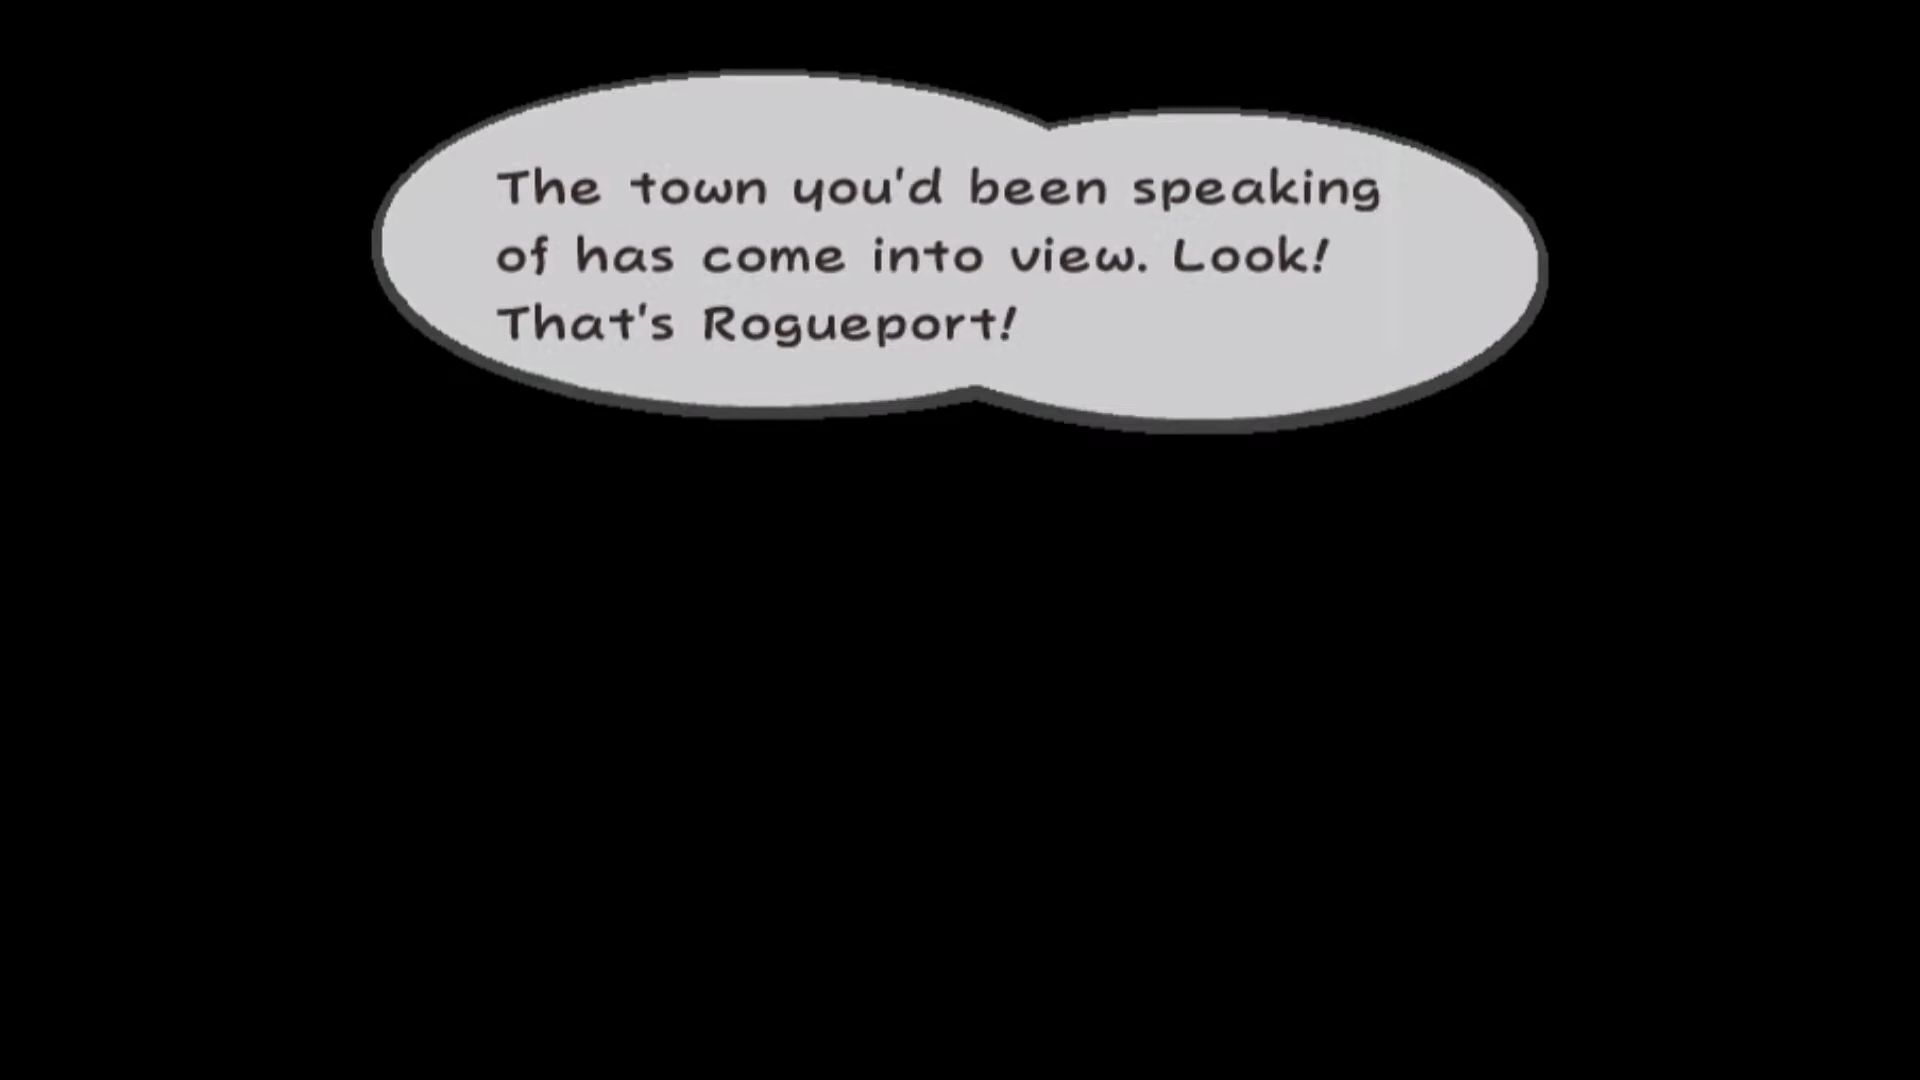 The town you'd been speaking
of has come into view. Look!
That's Rogueport!